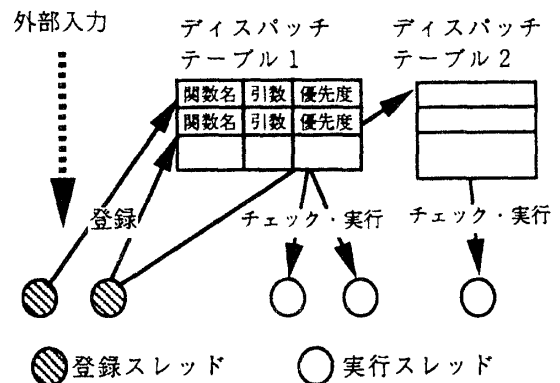 外部入力
ディスパッチ
テーブル1
ディスパッチ
テーブル2
関数名 引数 優先度
関数名 引数 優先度
登録
チェック・実行
チェック・実行
登録スレッド
実行スレッド